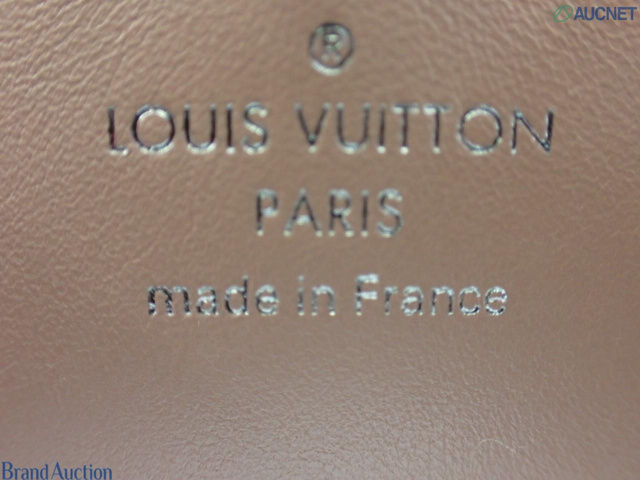 AUCNET
®
LOUIS VUITTON
PARIS
made in France
Brand Auction